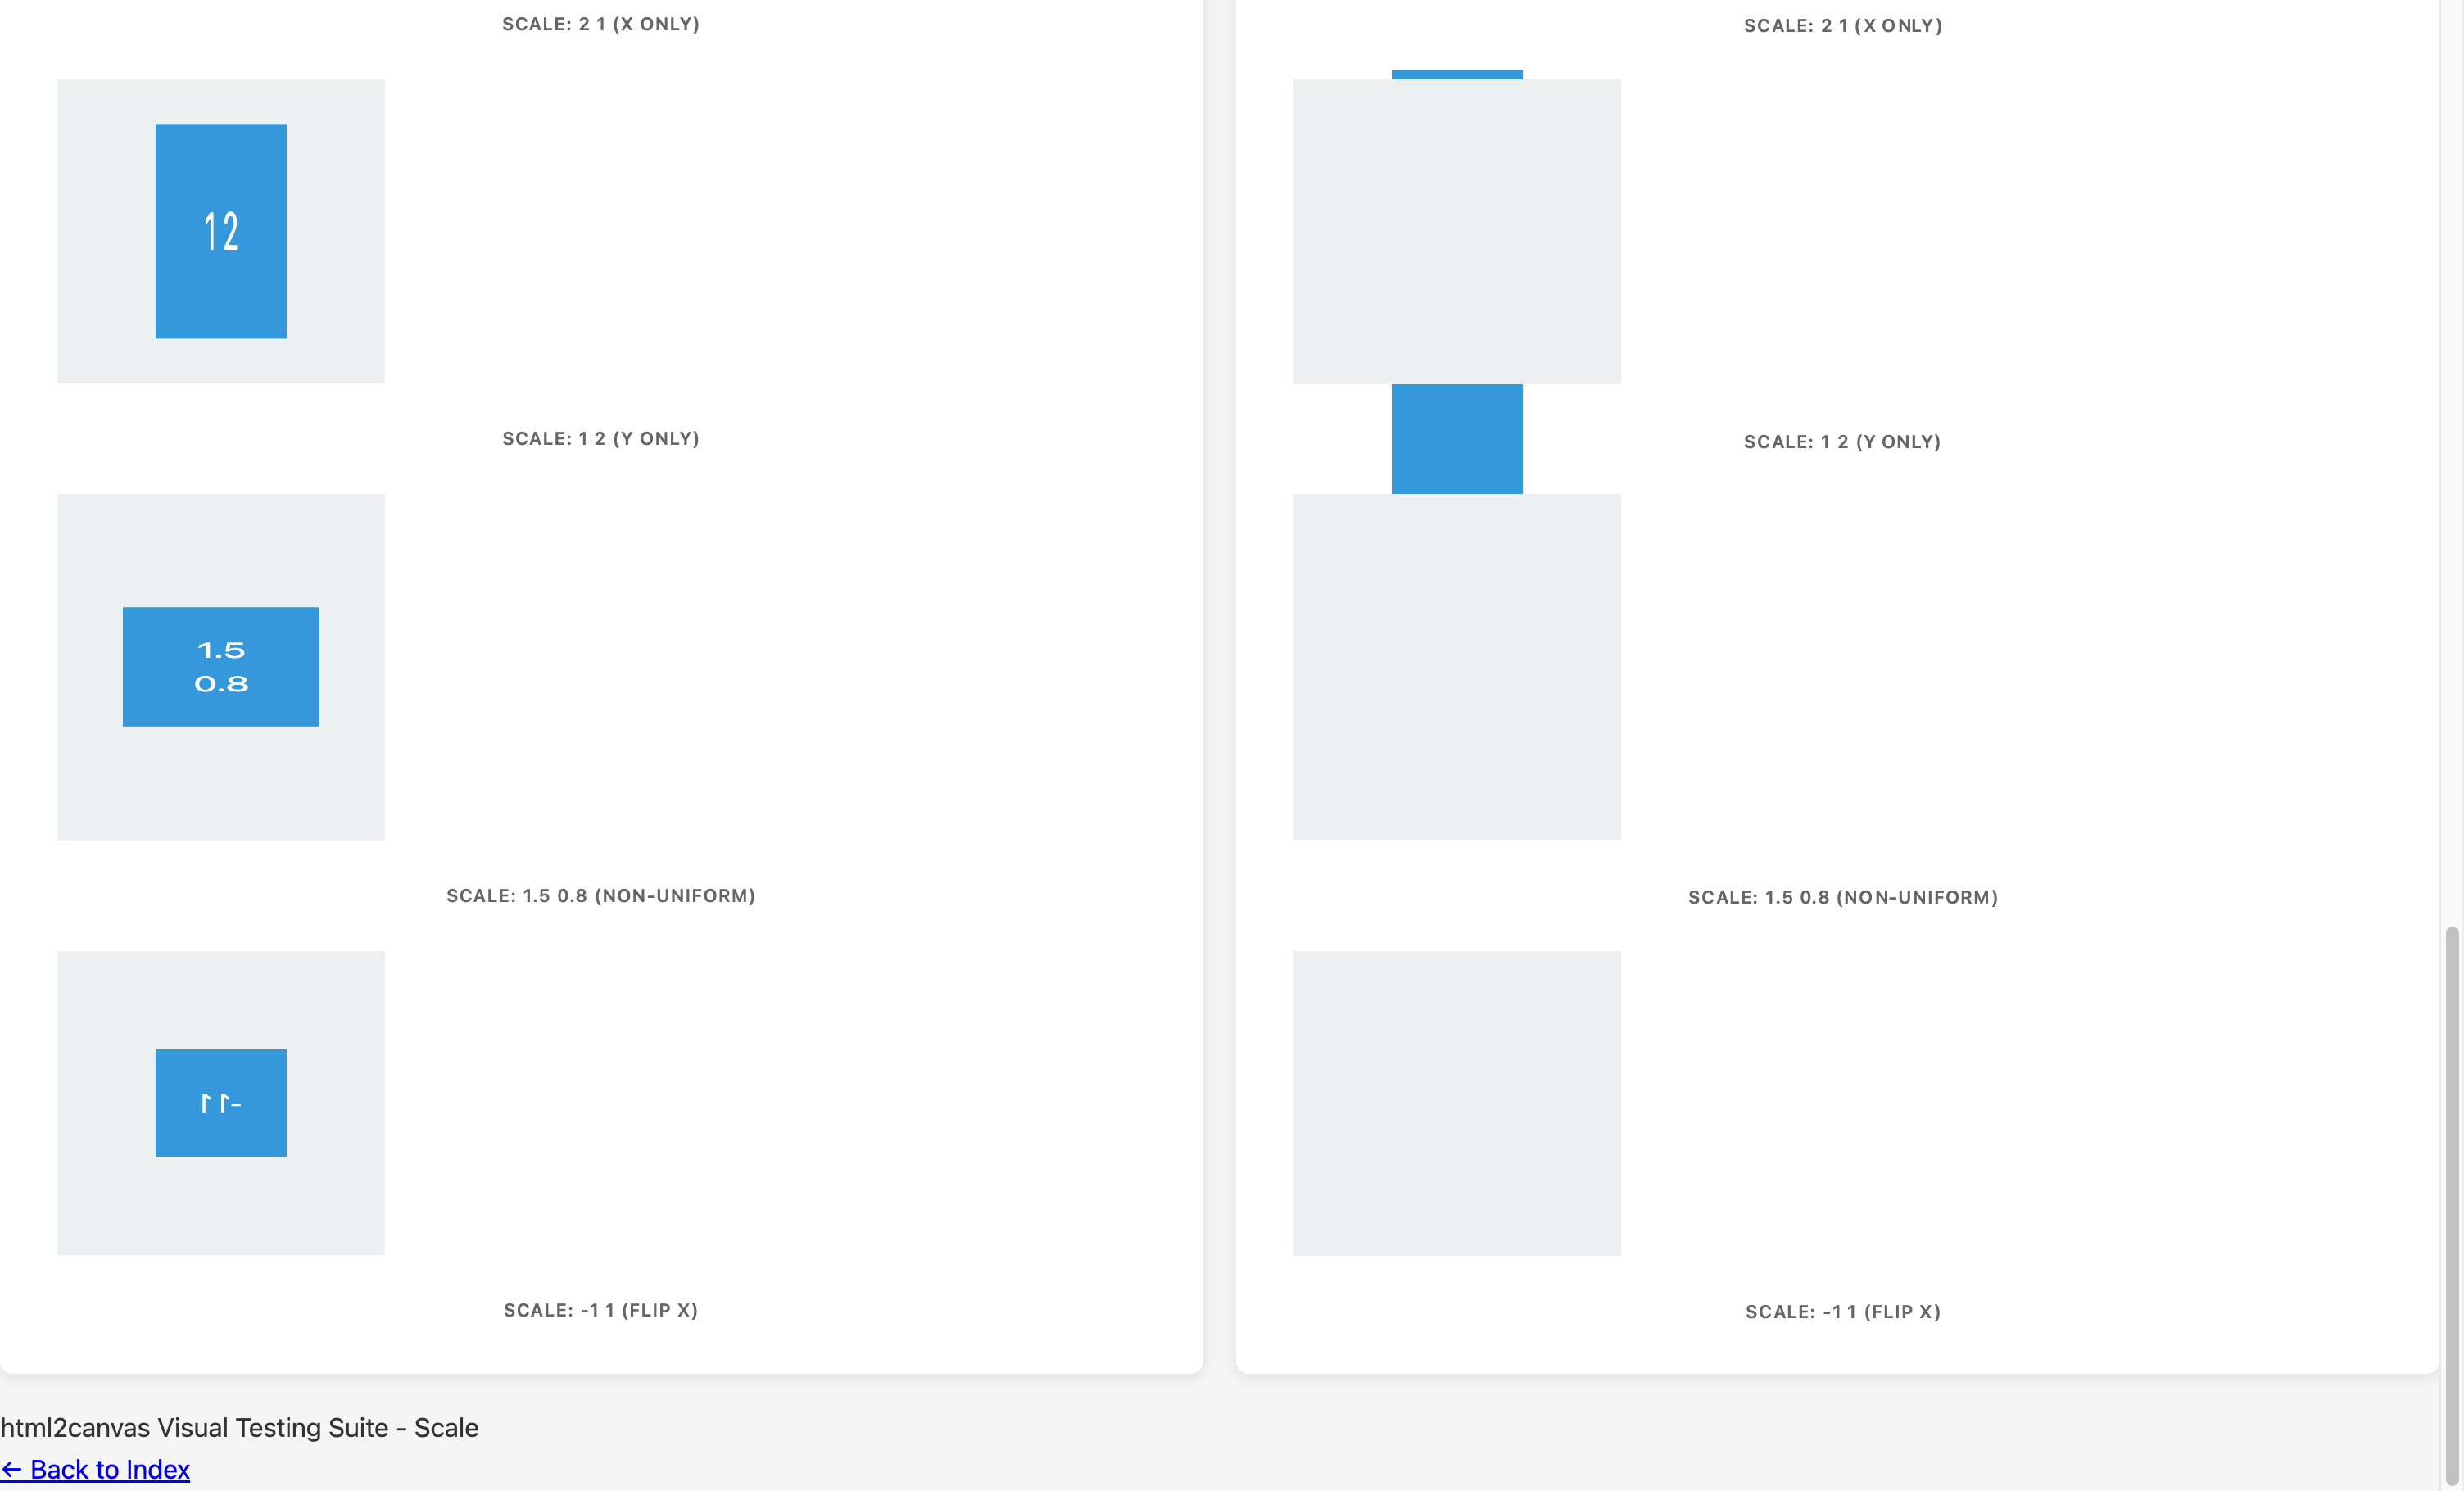 SCALE: 2 1 (X ONLY)
1 2
SCALE: 1 2 (Y ONLY)
1.5
0.8
SCALE: 1.5 0.8 (NON-UNIFORM)
-1 1
SCALE: -1 1 (FLIP X)
SCALE: 2 1 (X ONLY)
SCALE: 1 2 (Y ONLY)
SCALE: 1.5 0.8 (NON-UNIFORM)
SCALE: -1 1 (FLIP X)
html2canvas Visual Testing Suite - Scale
← Back to Index